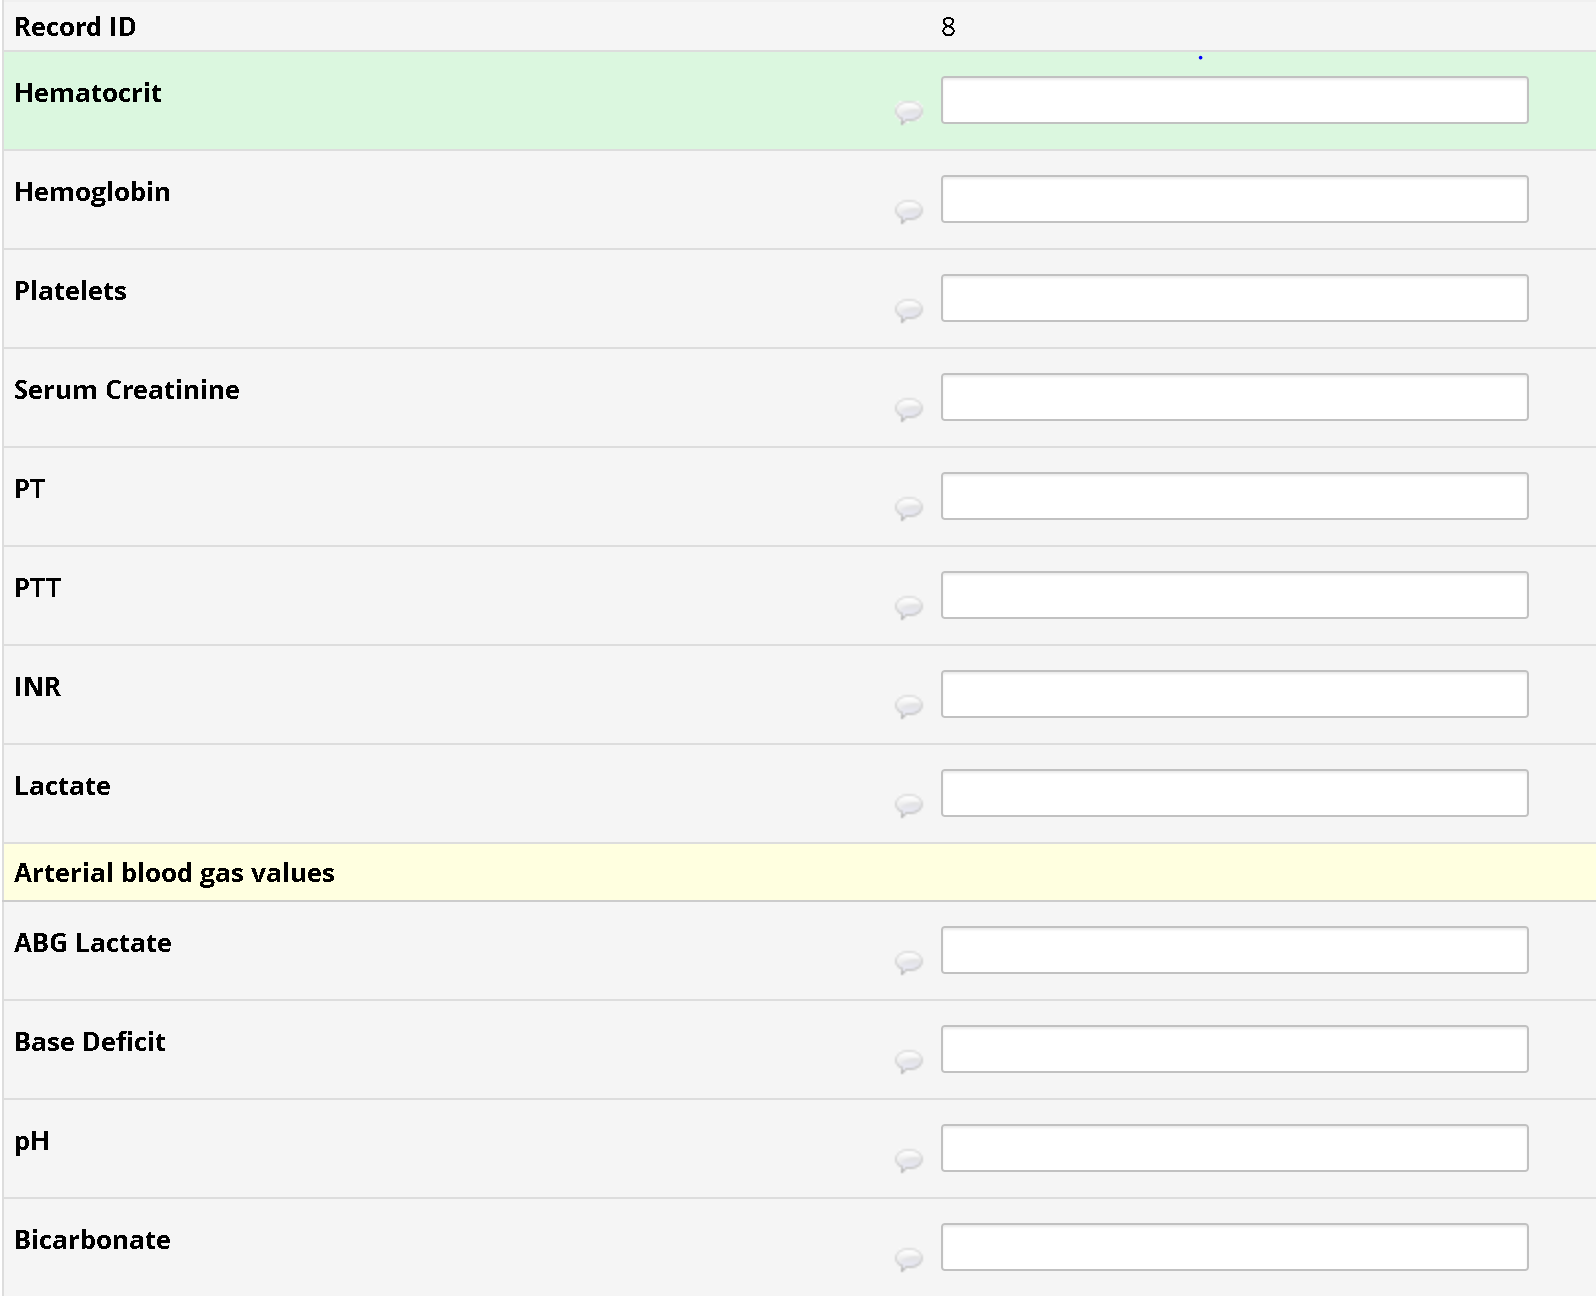 Record ID 8
Hematocrit
Hemoglobin
Platelets
Serum Creatinine
PT
PTT
INR
Lactate
Arterial blood gas values
ABG Lactate
Base Deficit
pH
Bicarbonate